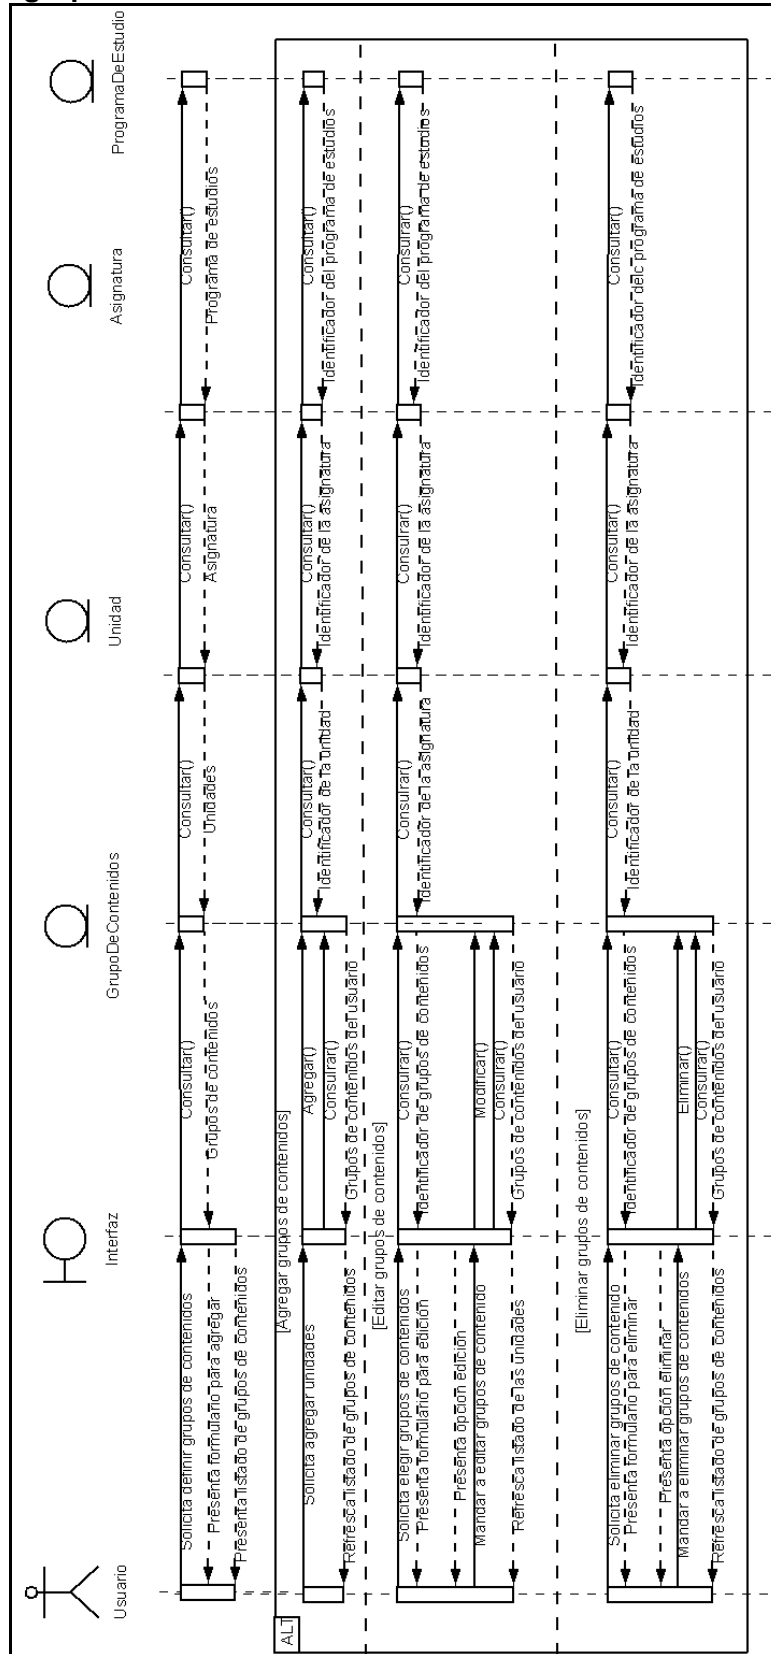 Usuario
Interfaz
GrupoDeContenidos
Unidad
Asignatura
ProgramaDeEstudio
Solicita definir grupos de contenidos
Consultar()
Consultar()
Consultar()
Consultar()
Presenta formulario para agregar
Grupos de contenidos
Unidades
Asignatura
Programa de estudios
Presenta listado de grupos de contenidos
ALT
[Agregar grupos de contenidos]
Solicita agregar unidades
Agregar()
Consultar()
Consultar()
Consultar()
Consulrar()
Identificador de la unidad
Identificador de la asignatura
Identificador del programa de estudios
Refresca listado de grupos de contenidos
Grupos de contenidos del usuario
[Editar grupos de contenidos]
Solicita elegir grupos de contenidos
Consulrar()
Consulrar()
Consulrar()
Consultar()
Presenta formulario para edición
Identificador de grupos de contenidos
Identificador de la asignatura
Identificador de la asignatura
Identificador del programa de estudios
Presenta opción edición
Mandar a editar grupos de contenido
Modificar()
Consulrar()
Refresca listado de las unidades
Grupos de contenidos del usuario
[Eliminar grupos de contenidos]
Solicita eliminar grupos de contenido
Consultar()
Consultar()
Consultar()
Consultar()
Presenta formulario para eliminar
Identificador de grupos de contenidos
Identificador de la unidad
Identificador de la asignatura
Identificador delc programa de estudios
Presenta opción eliminar
Mandar a eliminar grupos de contenidos
Eliminar()
Consulrar()
Refresca listado de grupos de contenidos
Grupos de contenidos del usuario